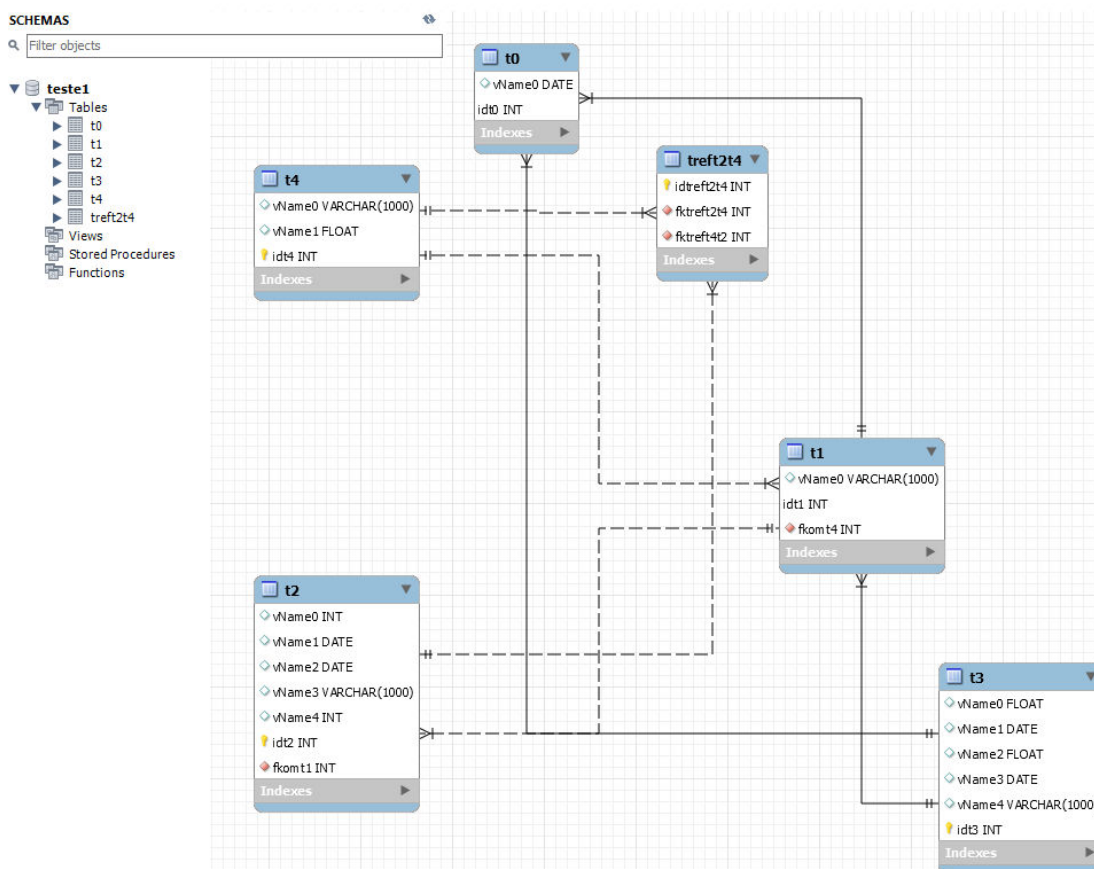 SCHEMAS
Filter objects
teste1
Tables
t0
t1
t2
t3
t4
treft2t4
Views
Stored Procedures
Functions
t0
vName0 DATE
idt0 INT
Indexes
treft2t4
idtreft2t4 INT
fktreft2t4 INT
fktreft4t2 INT
Indexes
t4
vName0 VARCHAR(1000)
vName1 FLOAT
idt4 INT
Indexes
t1
vName0 VARCHAR(1000)
idt1 INT
fkomt4 INT
Indexes
t2
vName0 INT
vName1 DATE
vName2 DATE
vName3 VARCHAR(1000)
vName4 INT
idt2 INT
fkomt1 INT
Indexes
t3
vName0 FLOAT
vName1 DATE
vName2 FLOAT
vName3 DATE
vName4 VARCHAR(1000
idt3 INT
Indexes